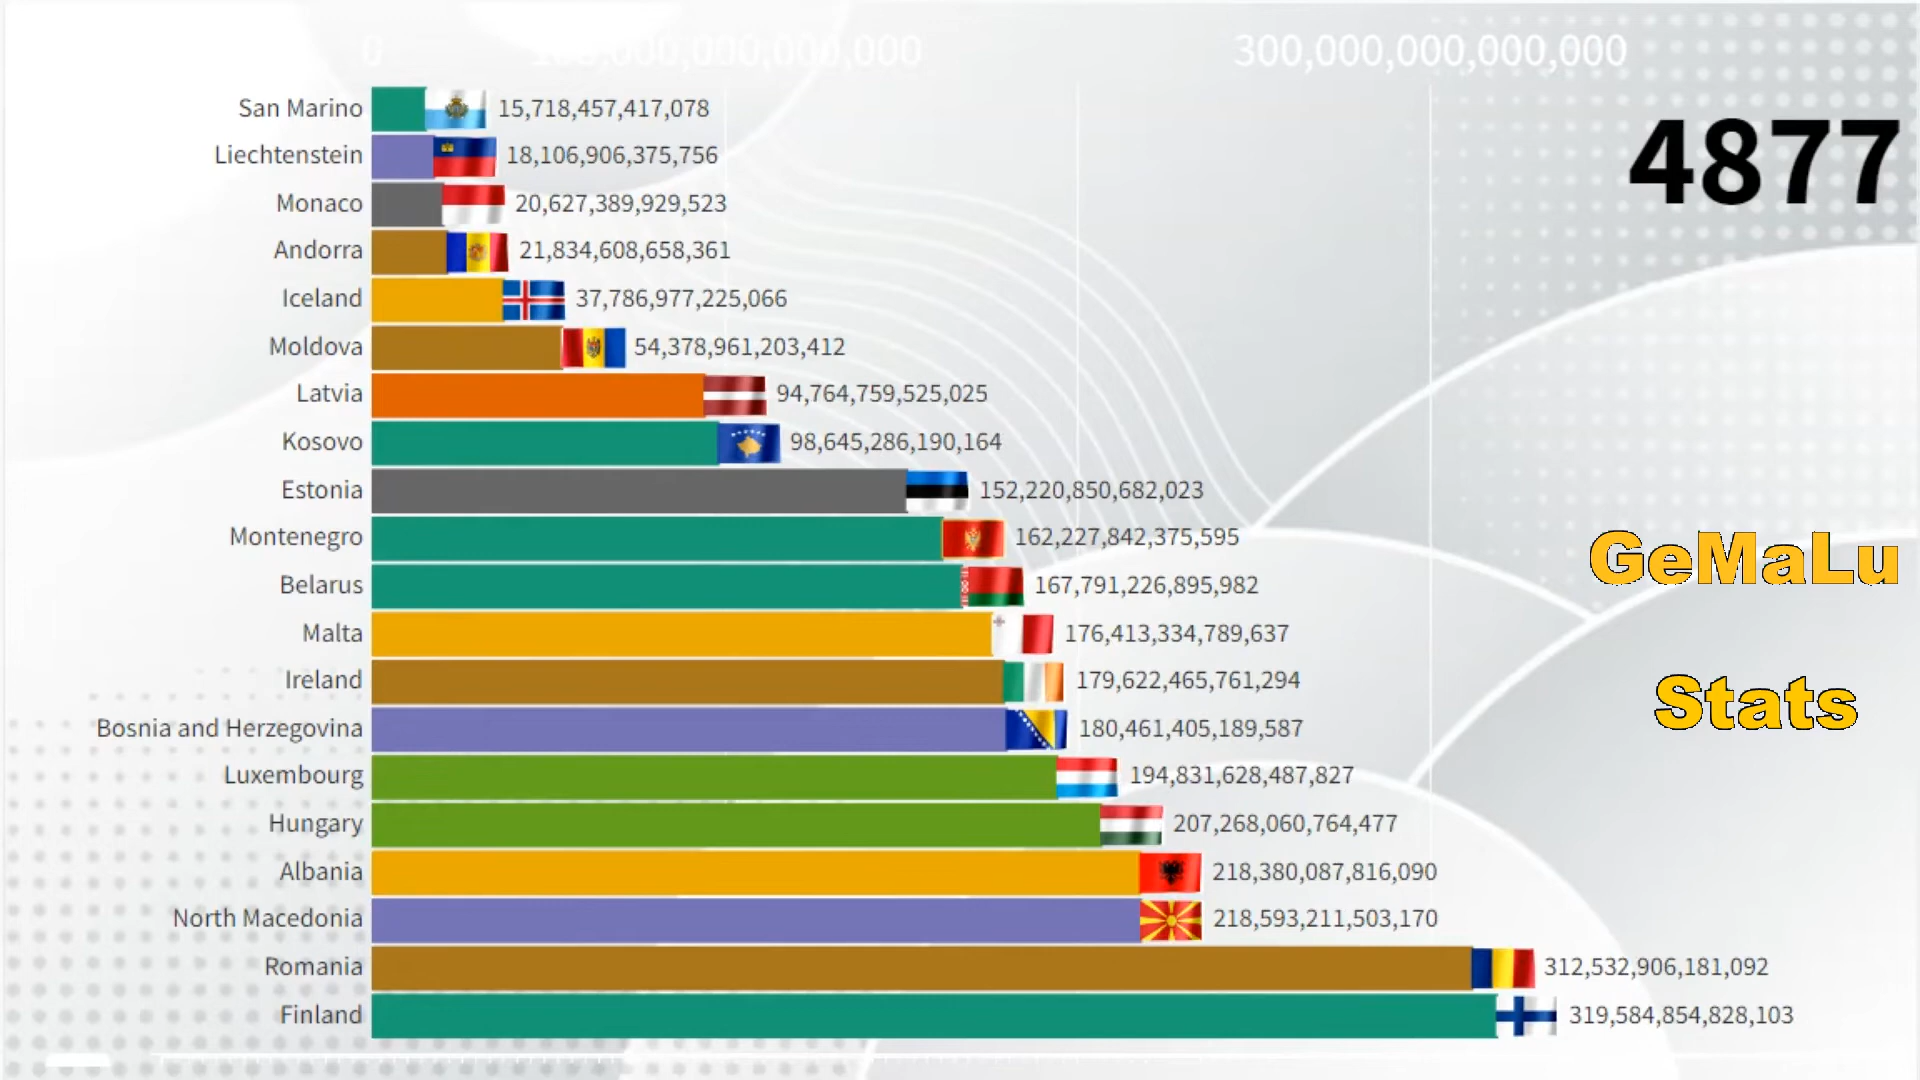 0
100,000,000,000,000
300,000,000,000,000
4877
San Marino 15,718,457,417,078
Liechtenstein 18,106,906,375,756
Monaco 20,627,389,929,523
Andorra 21,834,608,658,361
Iceland 37,786,977,225,066
Moldova 54,378,961,203,412
Latvia 94,764,759,525,025
Kosovo 98,645,286,190,164
Estonia 152,220,850,682,023
Montenegro 162,227,842,375,595
Belarus 167,791,226,895,982
Malta 176,413,334,789,637
Ireland 179,622,465,761,294
Bosnia and Herzegovina 180,461,405,189,587
Luxembourg 194,831,628,487,827
Hungary 207,268,060,764,477
Albania 218,380,087,816,090
North Macedonia 218,593,211,503,170
Romania 312,532,906,181,092
Finland 319,584,854,828,103
GeMaLu
Stats